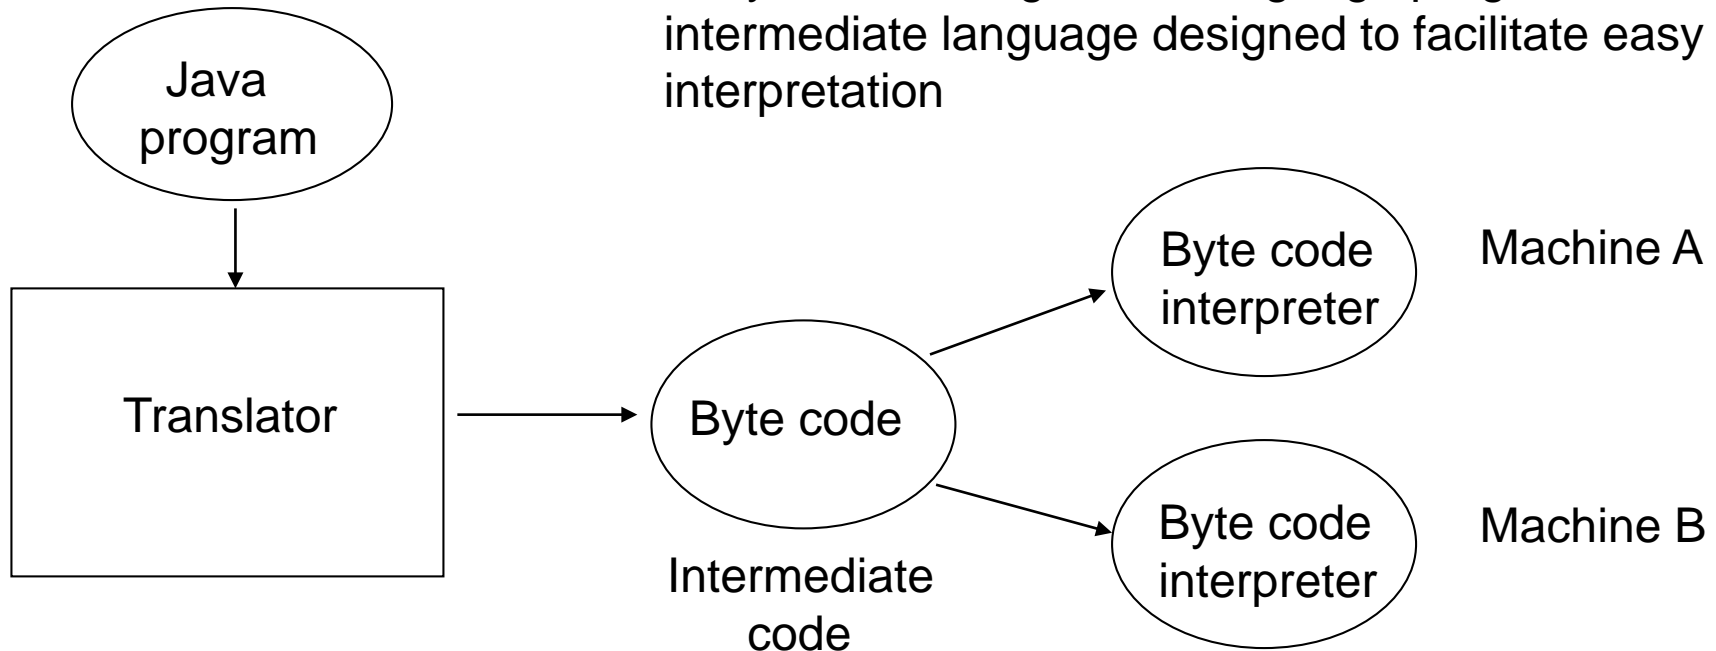 intermediate language designed to facilitate easy
interpretation
Java
program
Translator
Byte code
Intermediate
code
Byte code
interpreter
Machine A
Byte code
interpreter
Machine B